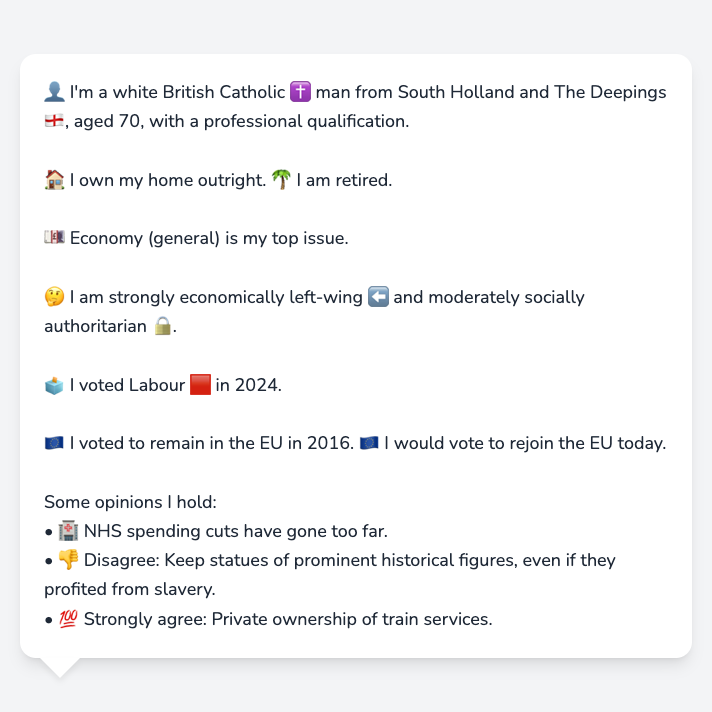 👤 I'm a white British Catholic ✝️ man from South Holland and The Deepings
🏴󠁧󠁢󠁥󠁮󠁧󠁿, aged 70, with a professional qualification.
🏠 I own my home outright. 🌴 I am retired.
💷 Economy (general) is my top issue.
🤔 I am strongly economically left-wing ⬅️ and moderately socially
authoritarian 🔒.
🗳️ I voted Labour 🟥 in 2024.
🇪🇺 I voted to remain in the EU in 2016. 🇪🇺 I would vote to rejoin the EU today.
Some opinions I hold:
• 🏥 NHS spending cuts have gone too far.
• 👎 Disagree: Keep statues of prominent historical figures, even if they
profited from slavery.
• 💯 Strongly agree: Private ownership of train services.